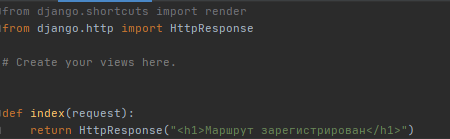 from django.shortcuts import render
from django.http import HttpResponse
# Create your views here.
def index(request):
return HttpResponse("<h1>Маршрут зарегистрирован</h1>")